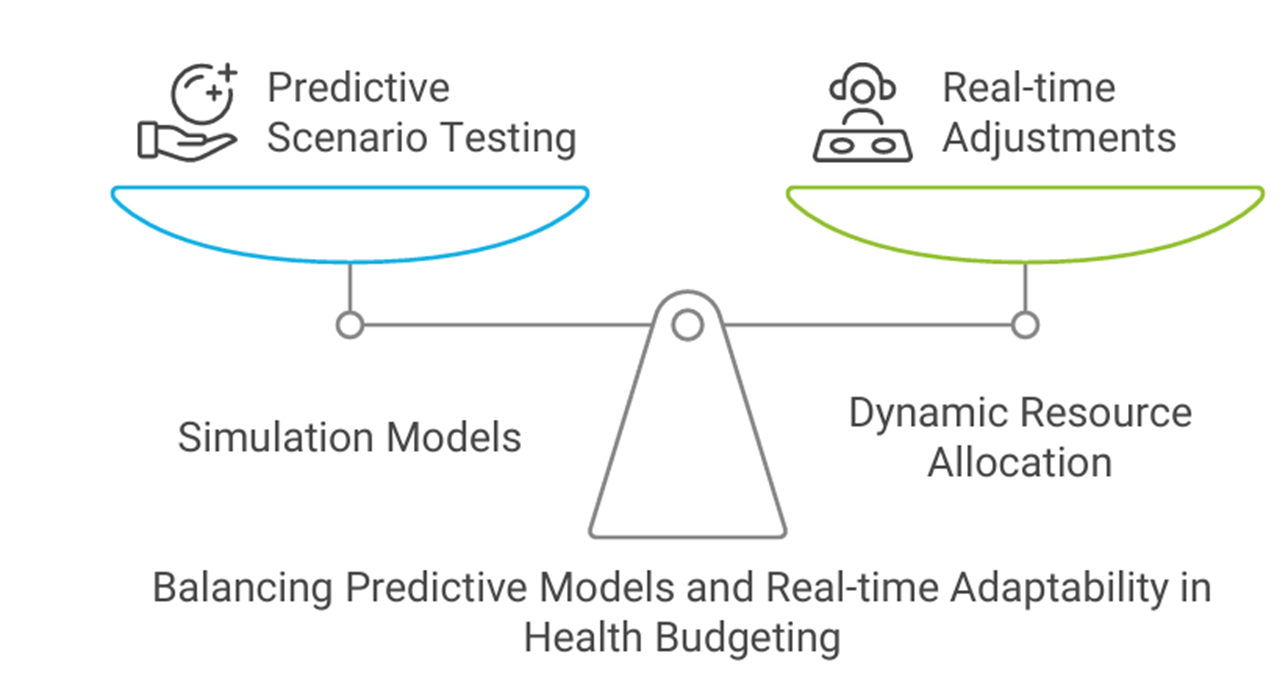 Predictive
Scenario Testing
Real-time
Adjustments
Simulation Models
Dynamic Resource
Allocation
Balancing Predictive Models and Real-time Adaptability in
Health Budgeting